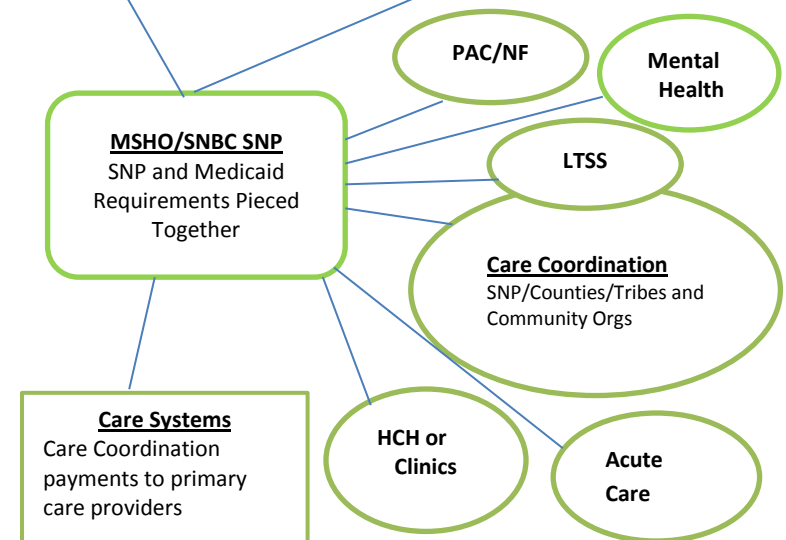 PAC/NF
Mental
Health
MSHO/SNBC SNP
SNP and Medicaid
Requirements Pieced
Together
LTSS
Care Coordination
SNP/Counties/Tribes and
Community Orgs
Care Systems
Care Coordination
payments to primary
care providers
HCH or
Clinics
Acute
Care